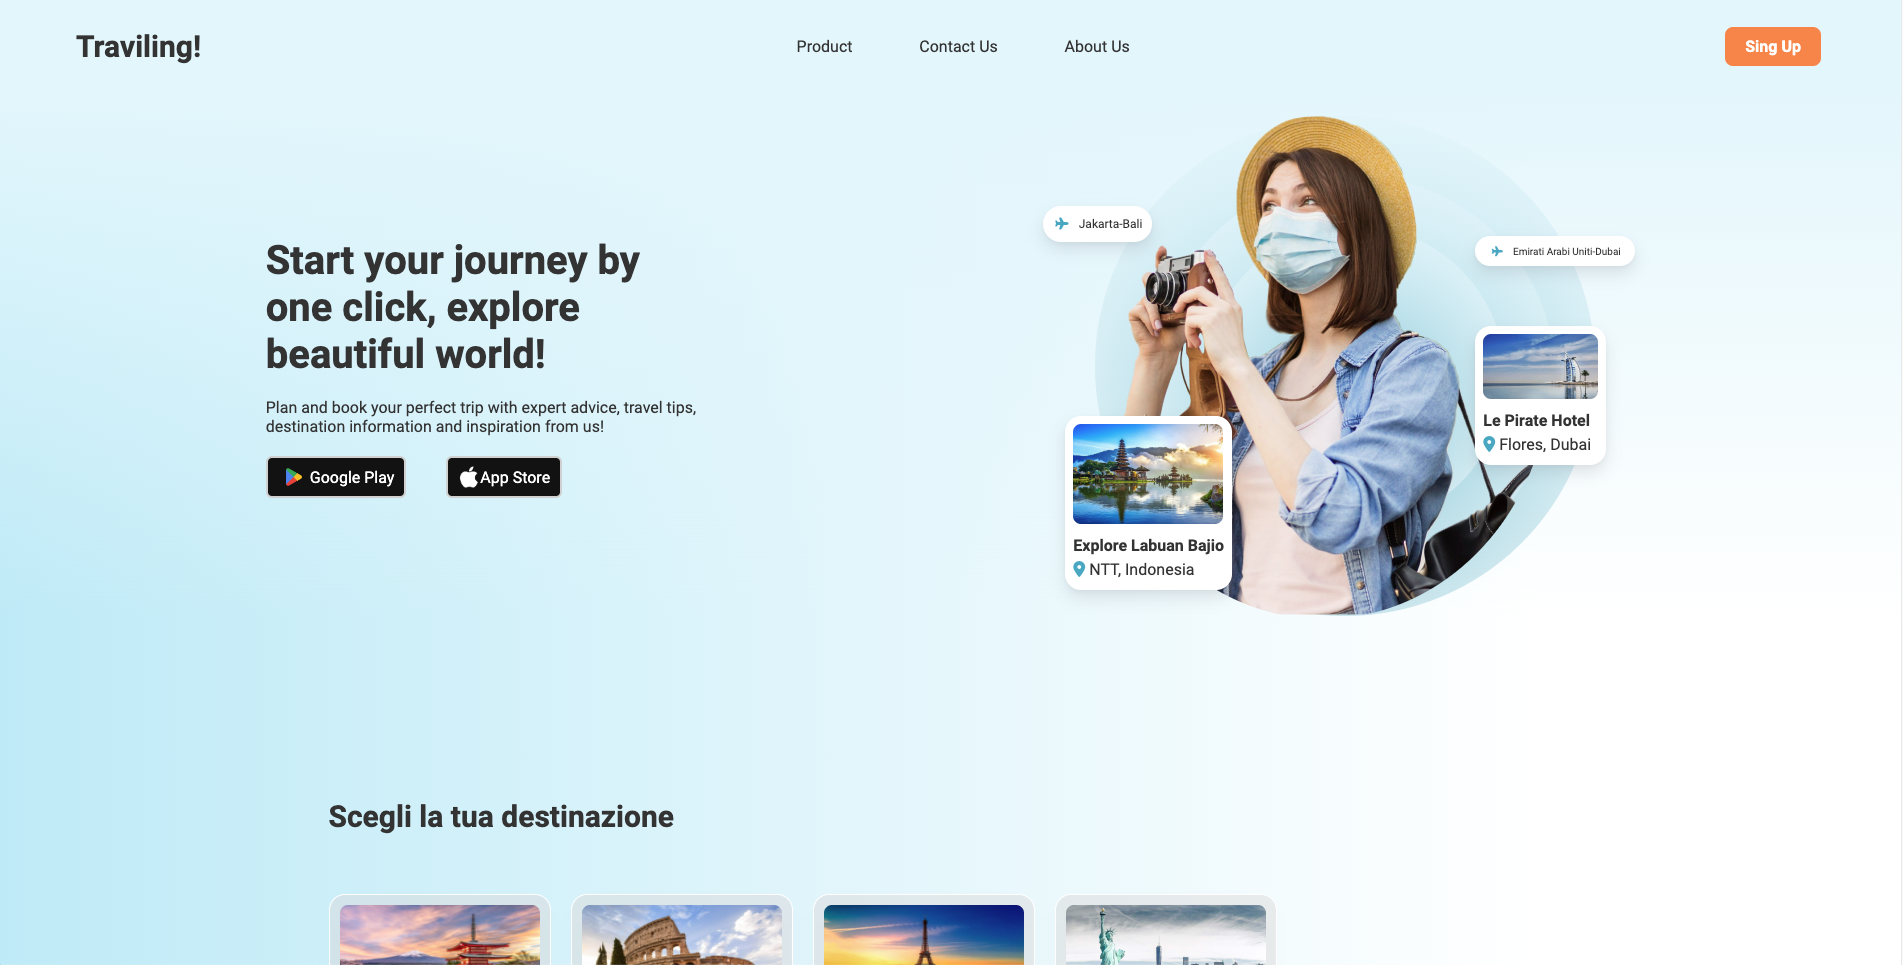 Traviling!
Product
Contact Us
About Us
Sing Up
Start your journey by
one click, explore
beautiful world!
Plan and book your perfect trip with expert advice, travel tips,
destination information and inspiration from us!
Google Play
App Store
Jakarta-Bali
Emirati Arabi Uniti-Dubai
Le Pirate Hotel
Flores, Dubai
Explore Labuan Bajio
NTT, Indonesia
Scegli la tua destinazione